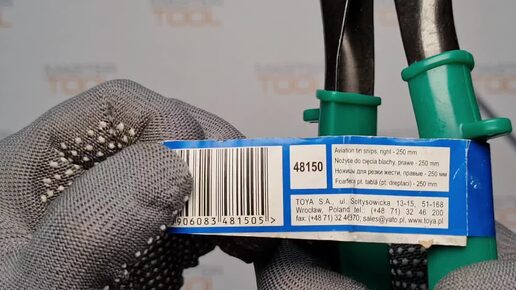 48150
Aviation tin snips, right - 250 mm
Nożyce do cięcia blachy, prawe - 250 mm
Ножницы для резки жести, правые - 250 мм
Foarfeca pt. tablă (pt. dreptaci) - 250 mm
906083 481505
TOYA S.A., ul. Sołtysowicka 13-15, 51-168
Wrocław, Poland tel.: (+48 71) 32 46 200
fax: (+48 71) 32 46 370, sales@yato.pl, www.toya.pl